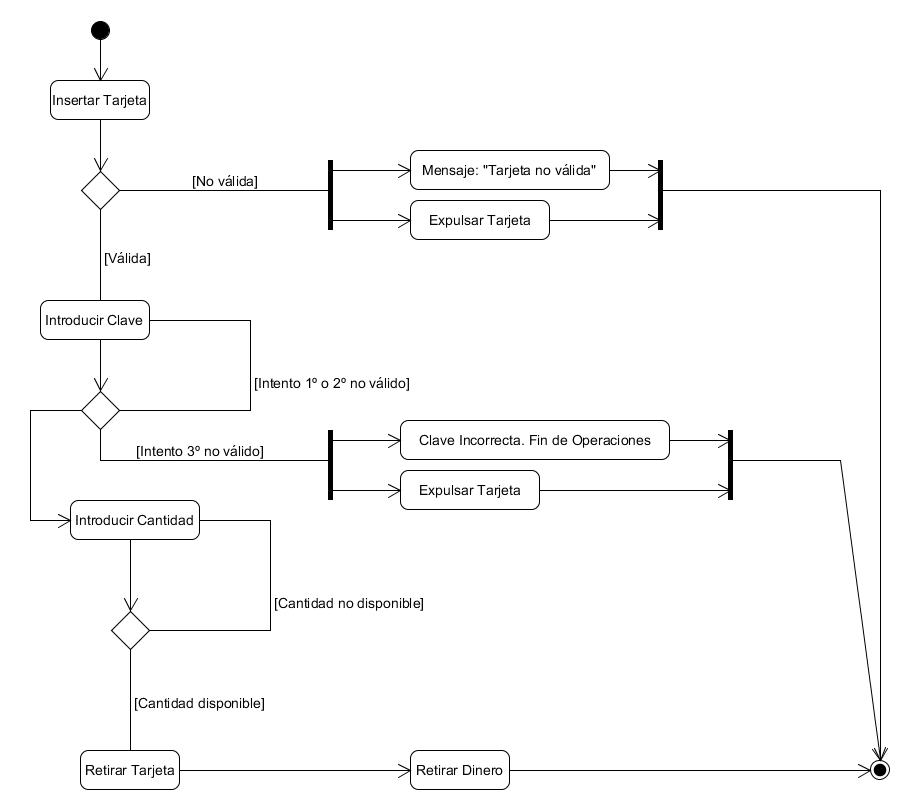 Insertar Tarjeta
[No válida]
Mensaje: "Tarjeta no válida"
Expulsar Tarjeta
[Válida]
Introducir Clave
[Intento 1º o 2º no válido]
[Intento 3º no válido]
Clave Incorrecta. Fin de Operaciones
Expulsar Tarjeta
Introducir Cantidad
[Cantidad no disponible]
[Cantidad disponible]
Retirar Tarjeta
Retirar Dinero